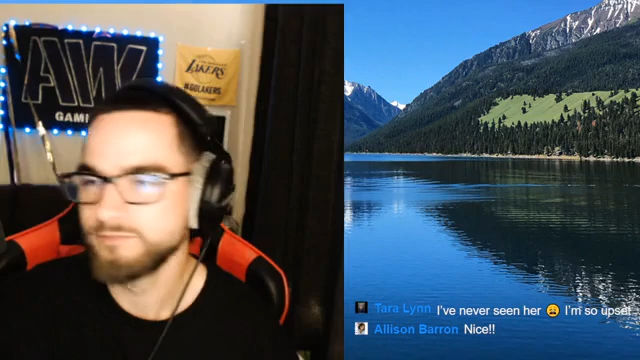 AW
GAMI
LAKERS
#GOLAKERS
Tara Lynn I've never seen her 😩 I'm so upset
Allison Barron Nice!!